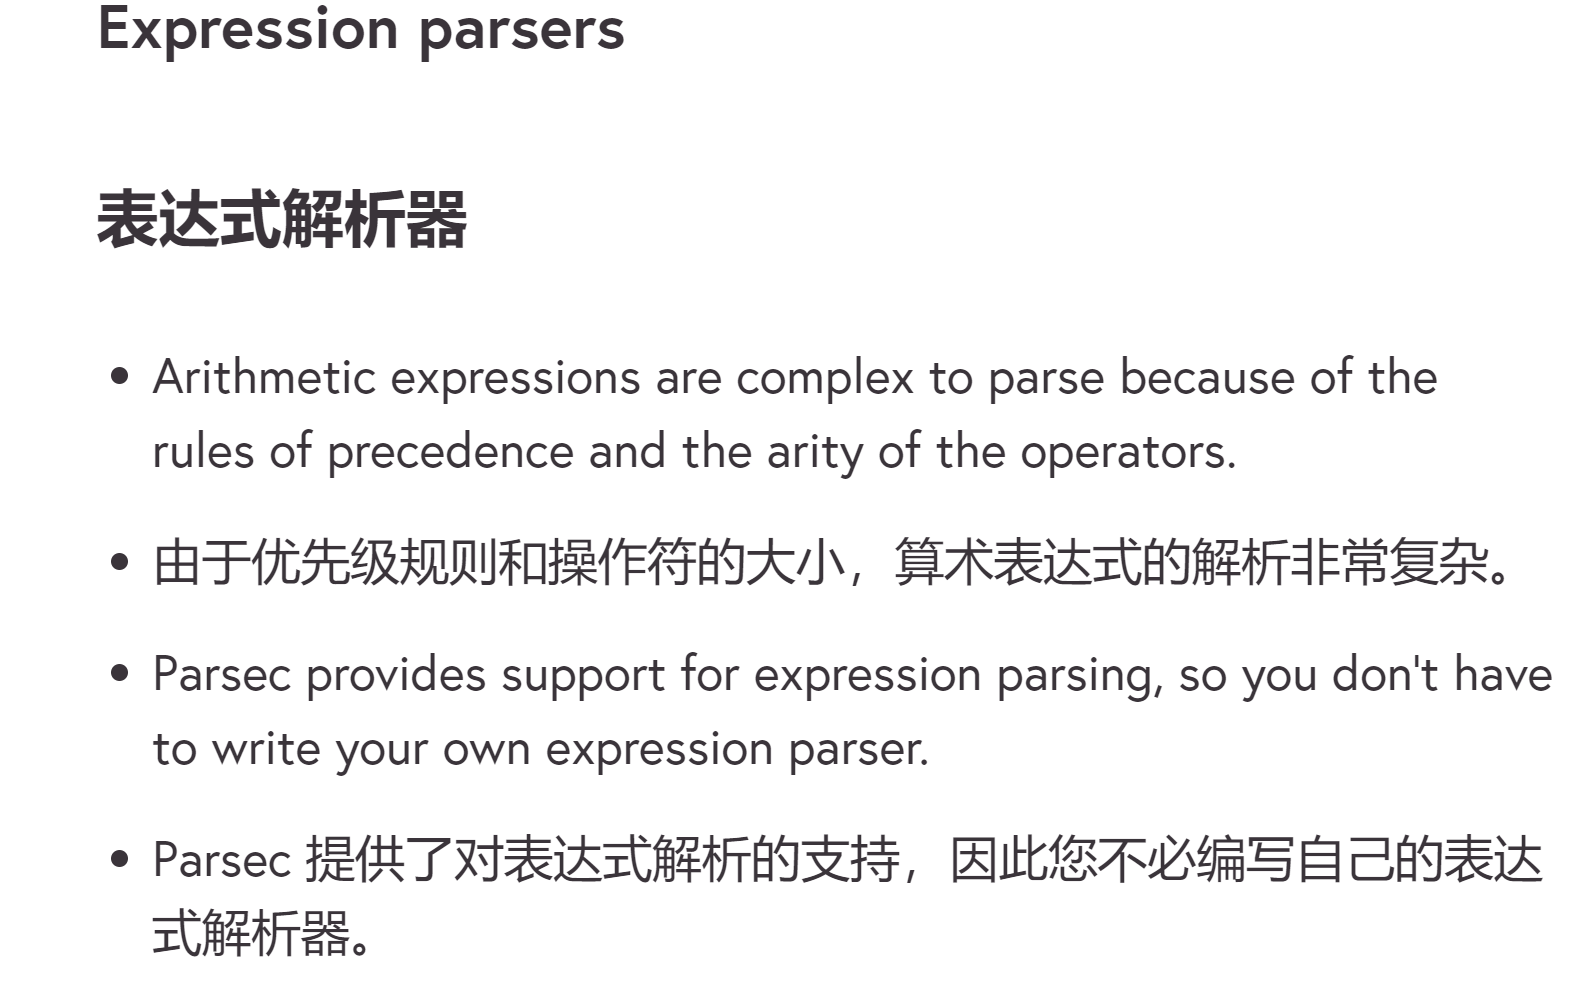 Expression parsers
表达式解析器
Arithmetic expressions are complex to parse because of the
rules of precedence and the arity of the operators.
由于优先级规则和操作符的大小，算术表达式的解析非常复杂。
Parsec provides support for expression parsing, so you don't have
to write your own expression parser.
Parsec 提供了对表达式解析的支持，因此您不必编写自己的表达
式解析器。